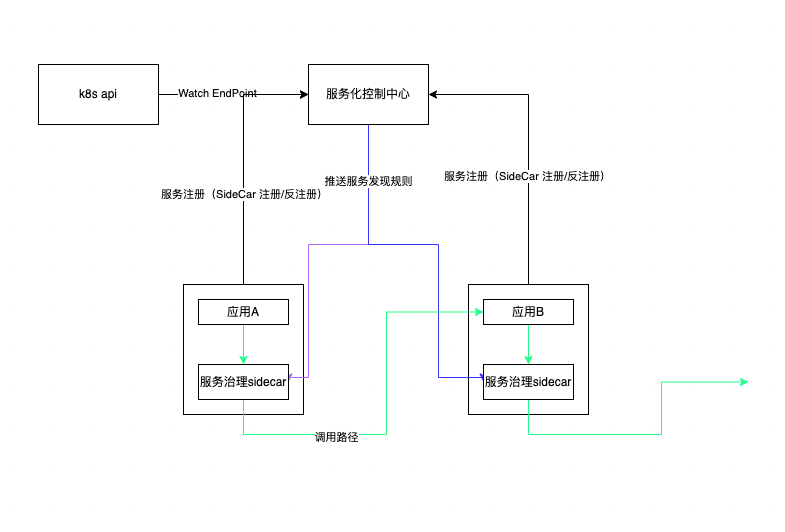 k8s api
Watch EndPoint
服务化控制中心
服务注册（SideCar 注册/反注册）
推送服务发现规则
服务注册（SideCar 注册/反注册）
应用A
应用B
服务治理sidecar
服务治理sidecar
调用路径